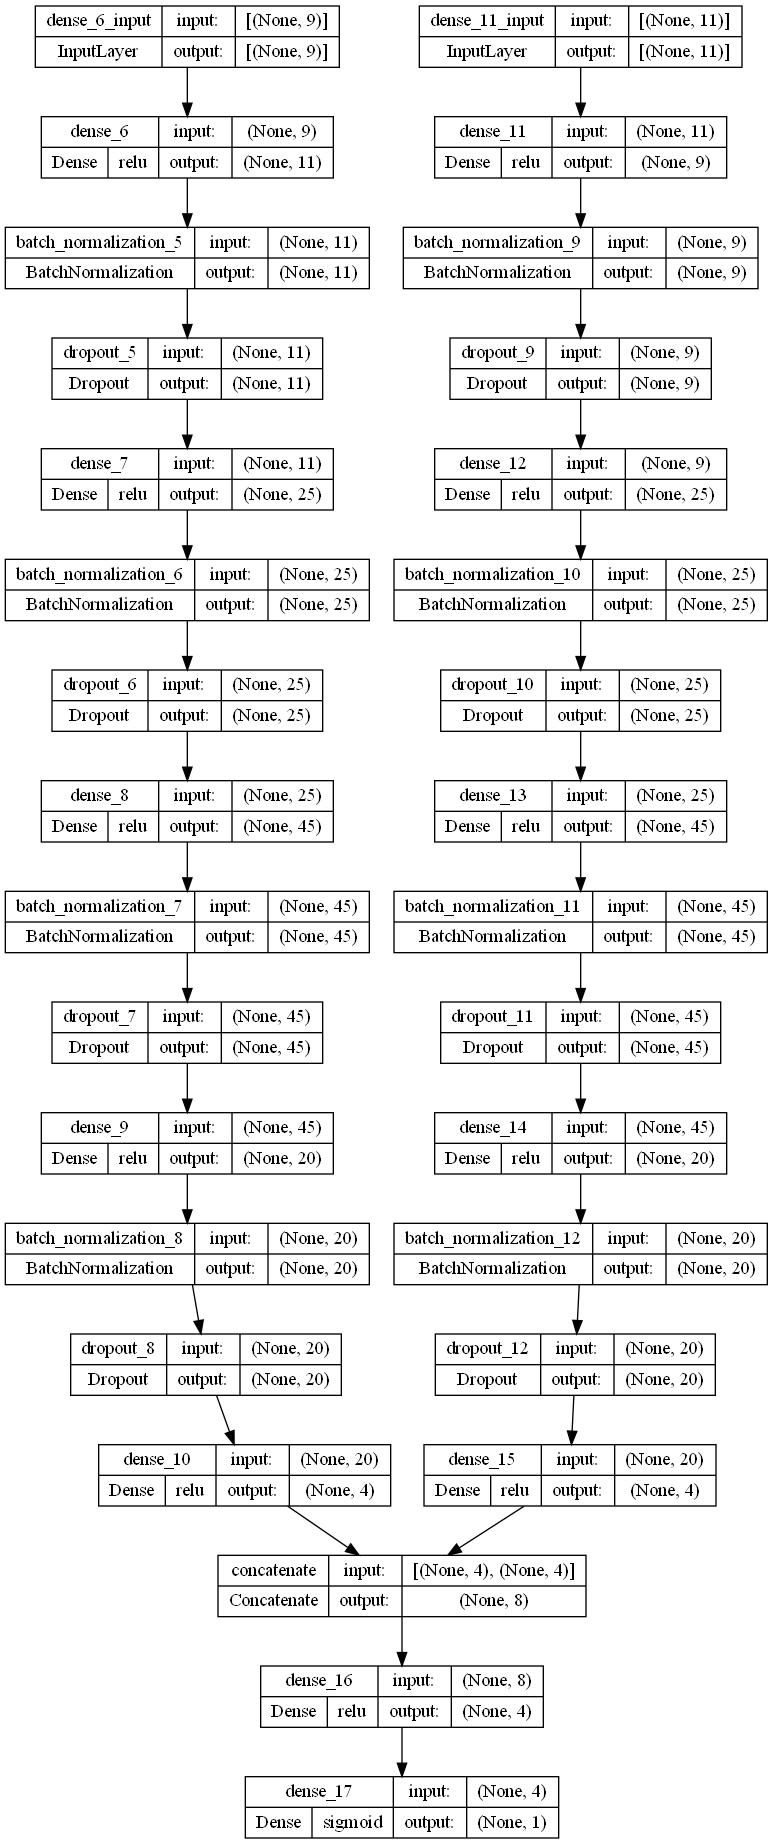 dense_6_input input: [(None, 9)]
InputLayer output: [(None, 9)]
dense_11_input input: [(None, 11)]
InputLayer output: [(None, 11)]
dense_6 input: (None, 9)
Dense relu output: (None, 11)
dense_11 input: (None, 11)
Dense relu output: (None, 9)
batch_normalization_5 input: (None, 11)
BatchNormalization output: (None, 11)
batch_normalization_9 input: (None, 9)
BatchNormalization output: (None, 9)
dropout_5 input: (None, 11)
Dropout output: (None, 11)
dropout_9 input: (None, 9)
Dropout output: (None, 9)
dense_7 input: (None, 11)
Dense relu output: (None, 25)
dense_12 input: (None, 9)
Dense relu output: (None, 25)
batch_normalization_6 input: (None, 25)
BatchNormalization output: (None, 25)
batch_normalization_10 input: (None, 25)
BatchNormalization output: (None, 25)
dropout_6 input: (None, 25)
Dropout output: (None, 25)
dropout_10 input: (None, 25)
Dropout output: (None, 25)
dense_8 input: (None, 25)
Dense relu output: (None, 45)
dense_13 input: (None, 25)
Dense relu output: (None, 45)
batch_normalization_7 input: (None, 45)
BatchNormalization output: (None, 45)
batch_normalization_11 input: (None, 45)
BatchNormalization output: (None, 45)
dropout_7 input: (None, 45)
Dropout output: (None, 45)
dropout_11 input: (None, 45)
Dropout output: (None, 45)
dense_9 input: (None, 45)
Dense relu output: (None, 20)
dense_14 input: (None, 45)
Dense relu output: (None, 20)
batch_normalization_8 input: (None, 20)
BatchNormalization output: (None, 20)
batch_normalization_12 input: (None, 20)
BatchNormalization output: (None, 20)
dropout_8 input: (None, 20)
Dropout output: (None, 20)
dropout_12 input: (None, 20)
Dropout output: (None, 20)
dense_10 input: (None, 20)
Dense relu output: (None, 4)
dense_15 input: (None, 20)
Dense relu output: (None, 4)
concatenate input: [(None, 4), (None, 4)]
Concatenate output: (None, 8)
dense_16 input: (None, 8)
Dense relu output: (None, 4)
dense_17 input: (None, 4)
Dense sigmoid output: (None, 1)